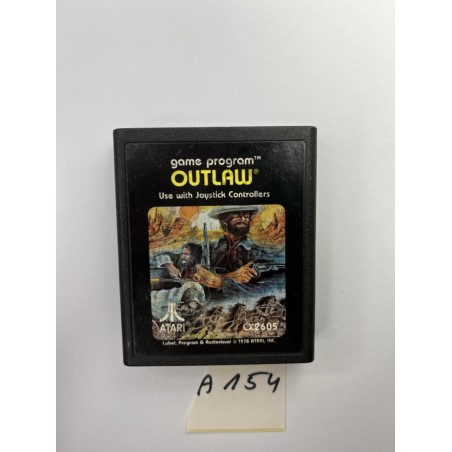 game program™
OUTLAW®
Use with Joystick Controllers
ATARI
CX2605
Label, Program & Audiovisual © 1978 ATARI, INC.
A 154